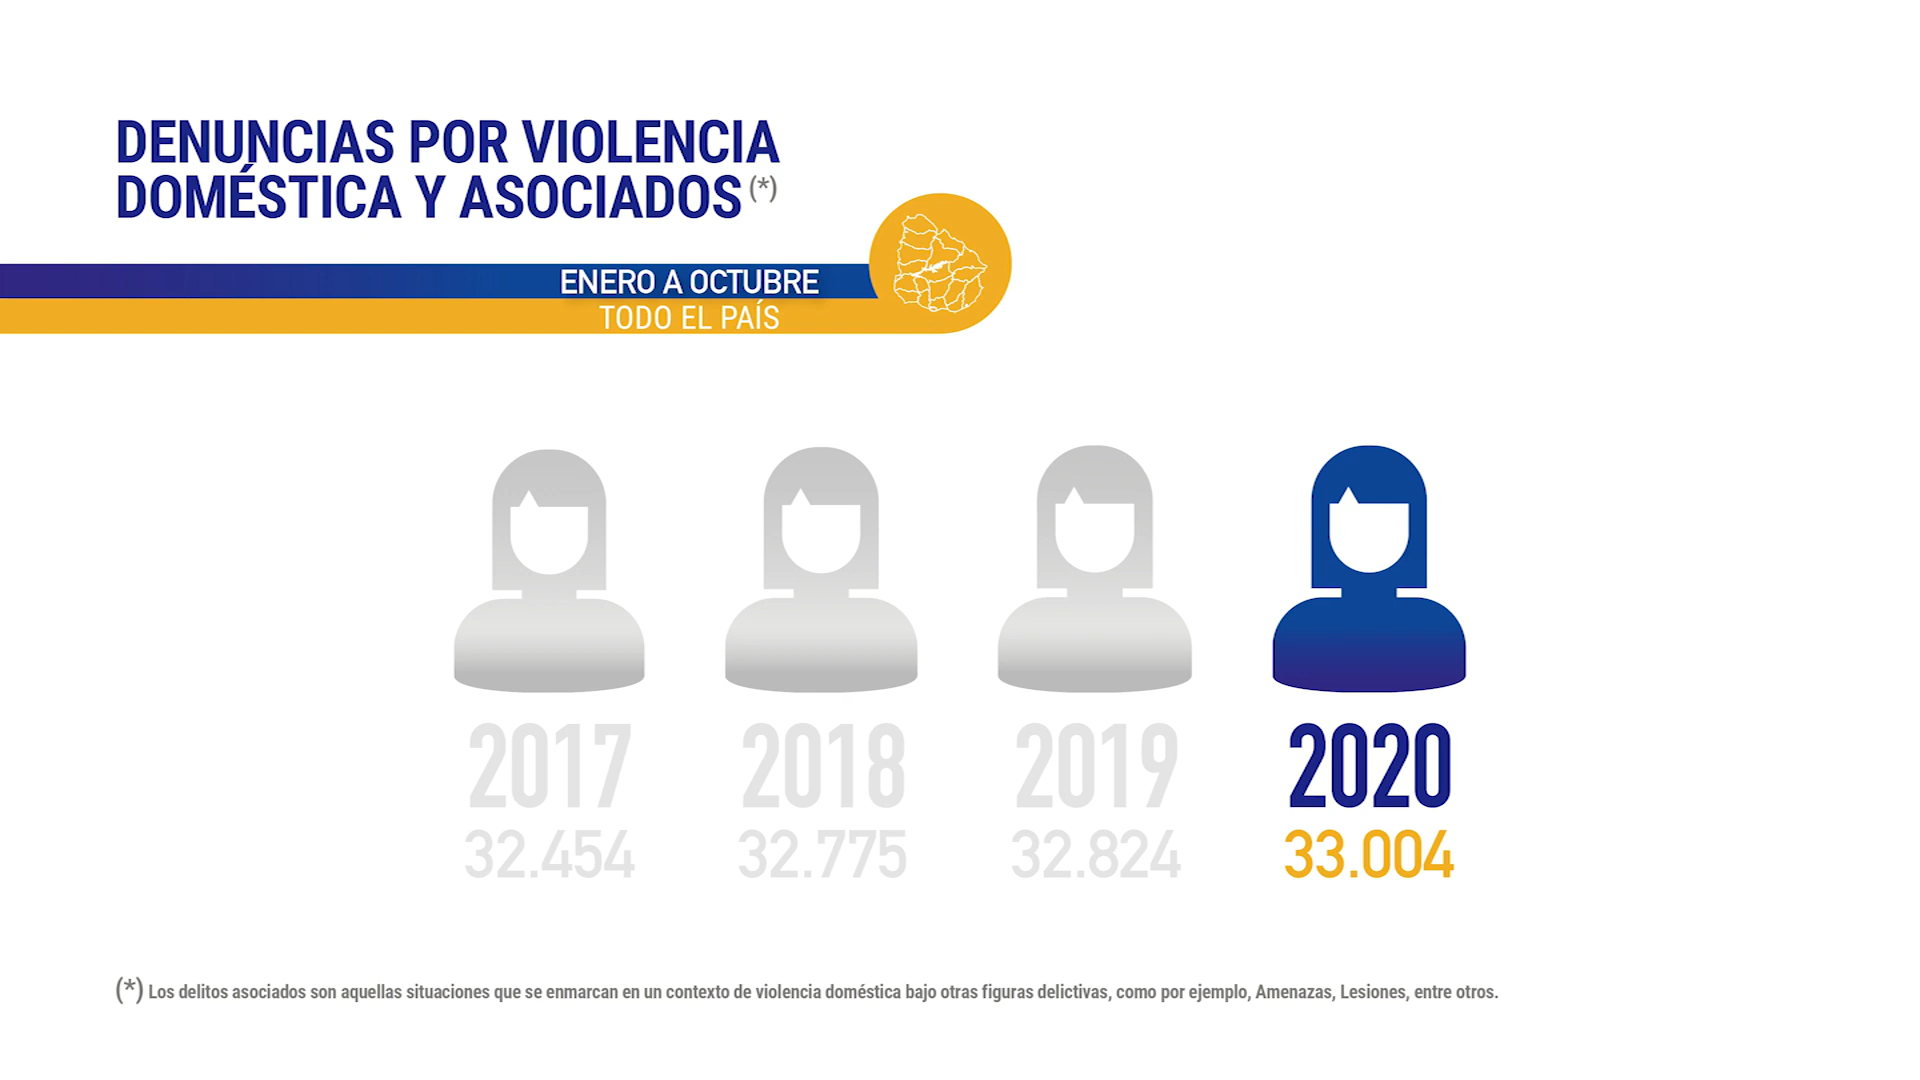 DENUNCIAS POR VIOLENCIA
DOMÉSTICA Y ASOCIADOS (*)
ENERO A OCTUBRE
TODO EL PAÍS
2017 2018 2019 2020
32.454 32.775 32.824 33.004
(*) Los delitos asociados son aquellas situaciones que se enmarcan en un contexto de violencia doméstica bajo otras figuras delictivas, como por ejemplo, Amenazas, Lesiones, entre otros.